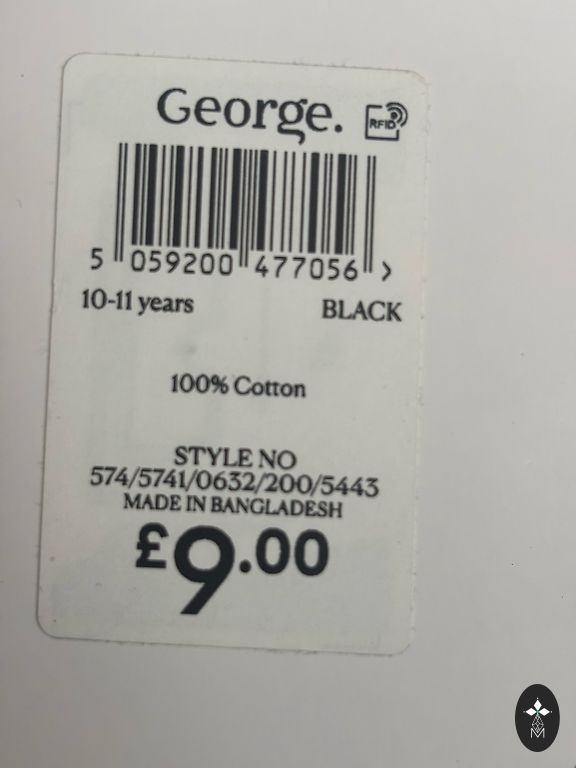 George.
RFID
5 059200 477056 >
10-11 years BLACK
100% Cotton
STYLE NO
574/5741/0632/200/5443
MADE IN BANGLADESH
£9.00
M